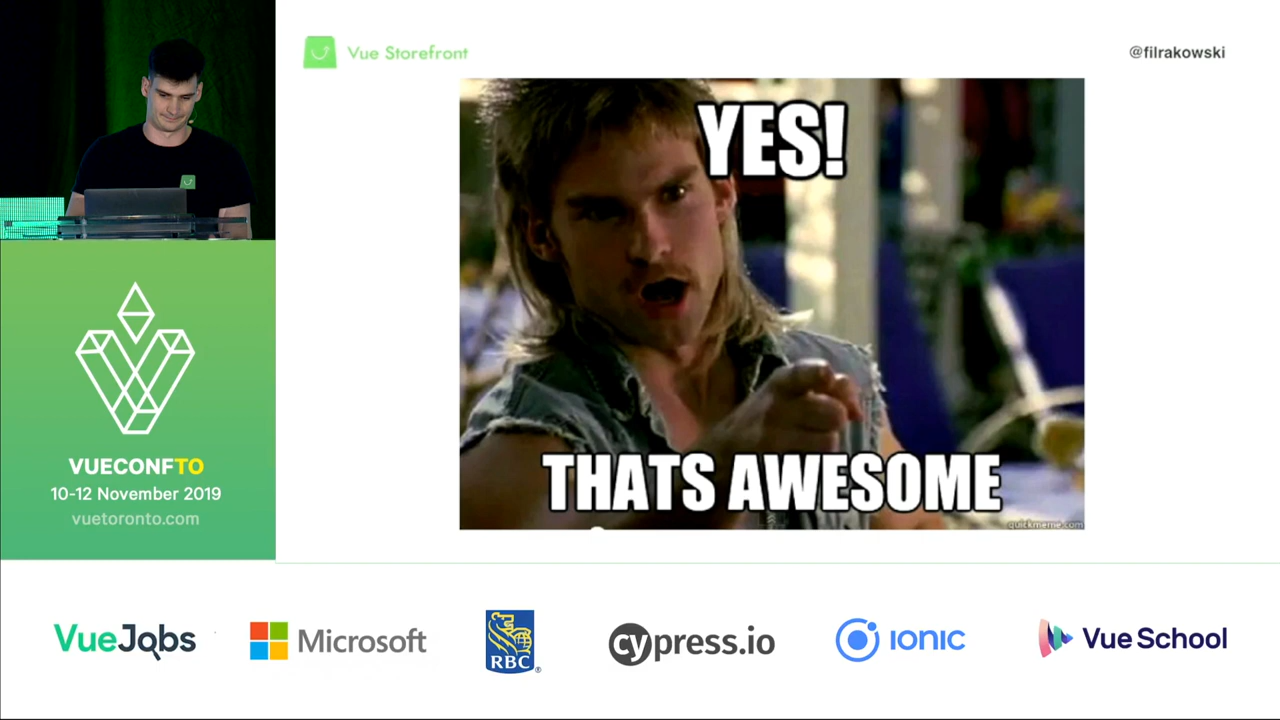 Vue Storefront
@filrakowski
YES!
THATS AWESOME
quickmeme.com
VUECONFTO
10-12 November 2019
vuetoronto.com
VueJobs
Microsoft
RBC
®
cypress.io
IONIC
Vue School